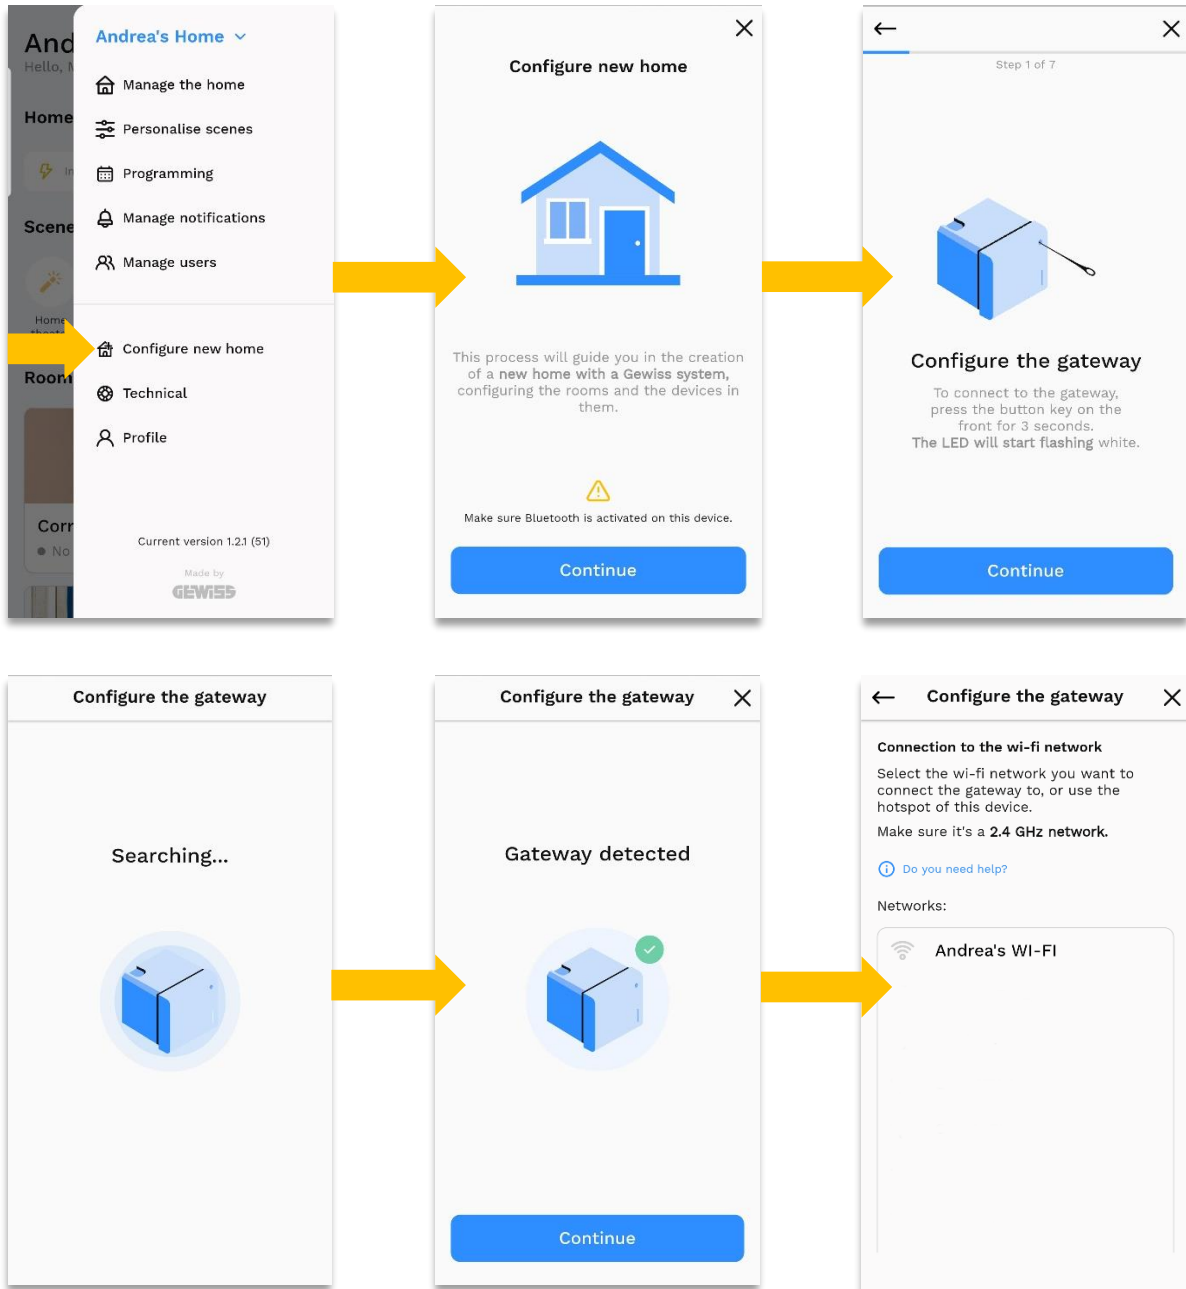 Andrea's Home
Manage the home
Personalise scenes
Programming
Manage notifications
Manage users
Configure new home
Technical
Profile
Current version 1.2.1 (51)
Made by
GEWISS
And
Hello, M
Home
In
Scene
Home
Room
Corr
No
Configure new home
This process will guide you in the creation
of a new home with a Gewiss system,
configuring the rooms and the devices in
them.
Make sure Bluetooth is activated on this device.
Continue
Step 1 of 7
Configure the gateway
To connect to the gateway,
press the button key on the
front for 3 seconds.
The LED will start flashing white.
Continue
Configure the gateway
Searching...
Configure the gateway
Gateway detected
Continue
Configure the gateway
Connection to the wi-fi network
Select the wi-fi network you want to
connect the gateway to, or use the
hotspot of this device.
Make sure it's a 2.4 GHz network.
Do you need help?
Networks:
Andrea's WI-FI